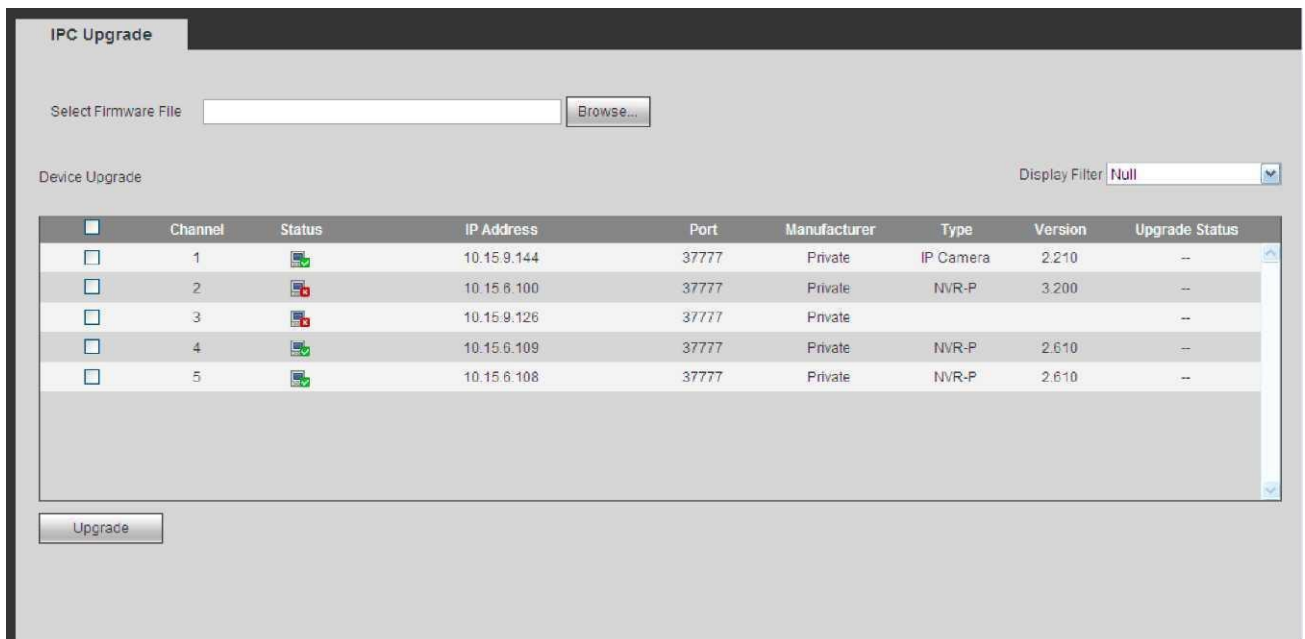 IPC Upgrade
Select Firmware File Browse...
Device Upgrade Display Filter Null
Channel Status IP Address Port Manufacturer Type Version Upgrade Status
1 10.15.9.144 37777 Private IP Camera 2.210 --
2 10.15.6.100 37777 Private NVR-P 3.200 --
3 10.15.9.126 37777 Private --
4 10.15.6.109 37777 Private NVR-P 2.610 --
5 10.15.6.108 37777 Private NVR-P 2.610 --
Upgrade